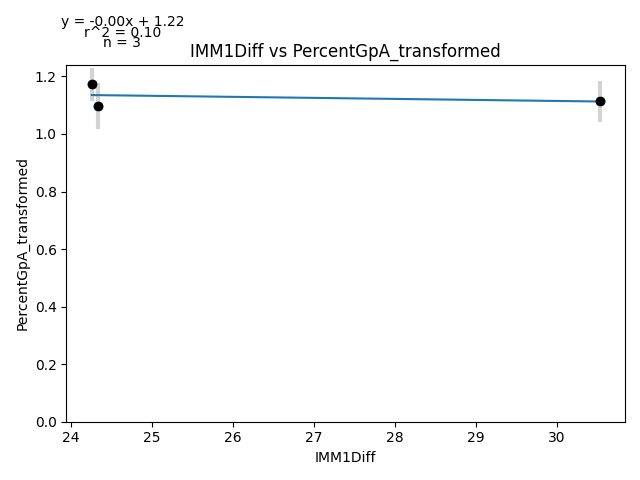 y = -0.00x + 1.22
r^2 = 0.10
n = 3
IMM1Diff vs PercentGpA_transformed
1.2
1.0
0.8
0.6
0.4
0.2
0.0
PercentGpA_transformed
24
25
26
27
28
29
30
IMM1Diff